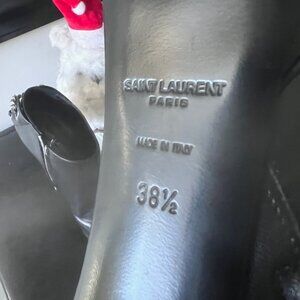 SAINT LAURENT
PARIS
MADE IN ITALY
38½